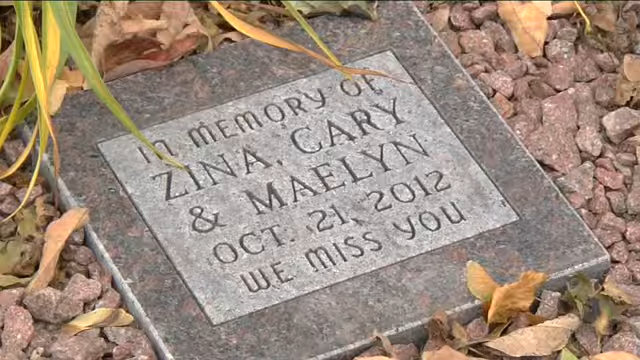 IN MEMORY OF
ZINA, CARY
& MAELYN
OCT. 21, 2012
WE MISS YOU